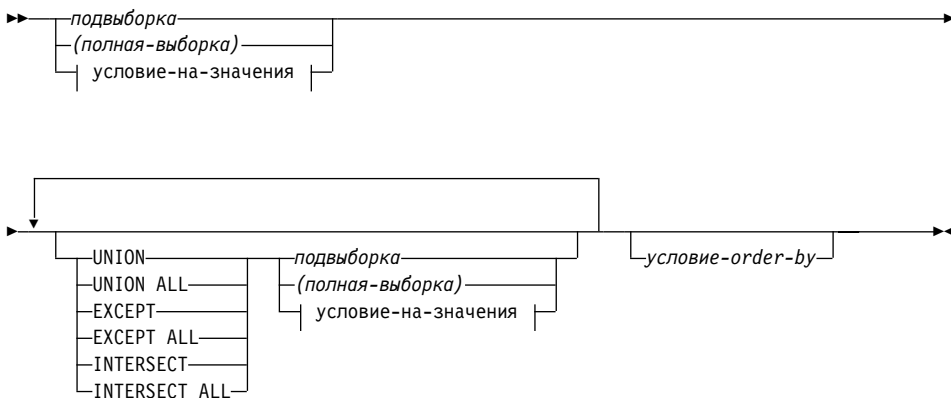 подвыборка
(полная-выборка)
условие-на-значения
UNION подвыборка условие-order-by
UNION ALL (полная-выборка)
EXCEPT условие-на-значения
EXCEPT ALL
INTERSECT
INTERSECT ALL